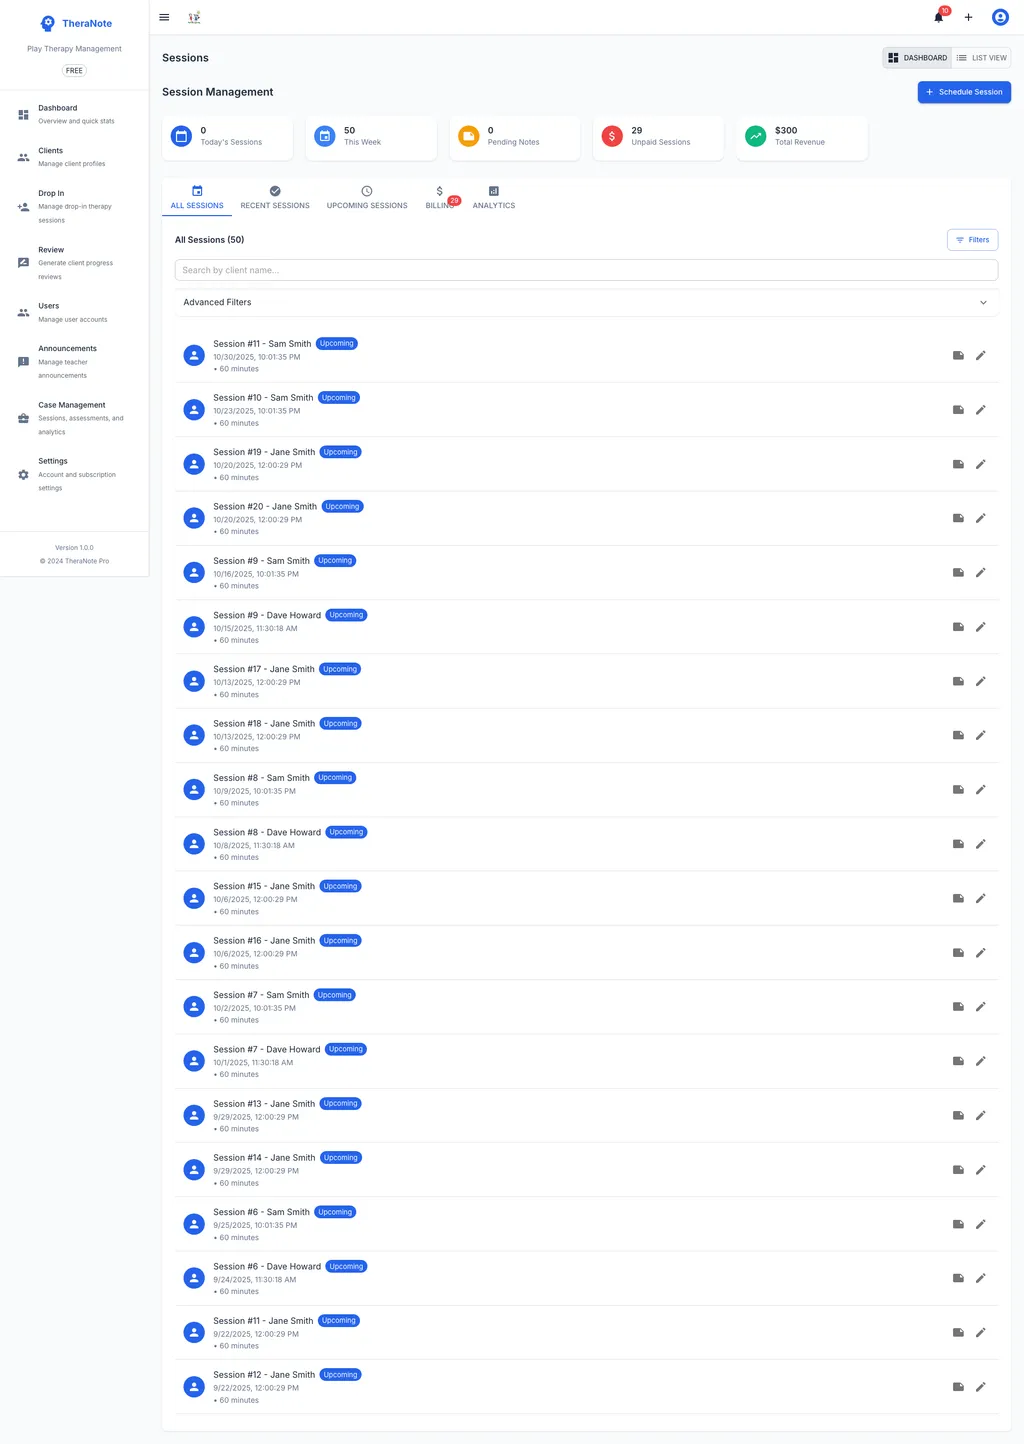 TheraNote
Play Therapy Management
FREE
Dashboard
Overview and quick stats
Clients
Manage client profiles
Drop In
Manage drop-in therapy
sessions
Review
Generate client progress
reviews
Users
Manage user accounts
Announcements
Manage teacher
announcements
Case Management
Sessions, assessments, and
analytics
Settings
Account and subscription
settings
Version 1.0.0
© 2024 TheraNote Pro
10
Sessions
DASHBOARD
LIST VIEW
Session Management
Schedule Session
0
Today's Sessions
50
This Week
0
Pending Notes
29
Unpaid Sessions
$300
Total Revenue
ALL SESSIONS
RECENT SESSIONS
UPCOMING SESSIONS
BILLING
29
ANALYTICS
All Sessions (50)
Filters
Search by client name...
Advanced Filters
Session #11 - Sam Smith Upcoming
10/30/2025, 10:01:35 PM
• 60 minutes
Session #10 - Sam Smith Upcoming
10/23/2025, 10:01:35 PM
• 60 minutes
Session #19 - Jane Smith Upcoming
10/20/2025, 12:00:29 PM
• 60 minutes
Session #20 - Jane Smith Upcoming
10/20/2025, 12:00:29 PM
• 60 minutes
Session #9 - Sam Smith Upcoming
10/16/2025, 10:01:35 PM
• 60 minutes
Session #9 - Dave Howard Upcoming
10/15/2025, 11:30:18 AM
• 60 minutes
Session #17 - Jane Smith Upcoming
10/13/2025, 12:00:29 PM
• 60 minutes
Session #18 - Jane Smith Upcoming
10/13/2025, 12:00:29 PM
• 60 minutes
Session #8 - Sam Smith Upcoming
10/9/2025, 10:01:35 PM
• 60 minutes
Session #8 - Dave Howard Upcoming
10/8/2025, 11:30:18 AM
• 60 minutes
Session #15 - Jane Smith Upcoming
10/6/2025, 12:00:29 PM
• 60 minutes
Session #16 - Jane Smith Upcoming
10/6/2025, 12:00:29 PM
• 60 minutes
Session #7 - Sam Smith Upcoming
10/2/2025, 10:01:35 PM
• 60 minutes
Session #7 - Dave Howard Upcoming
10/1/2025, 11:30:18 AM
• 60 minutes
Session #13 - Jane Smith Upcoming
9/29/2025, 12:00:29 PM
• 60 minutes
Session #14 - Jane Smith Upcoming
9/29/2025, 12:00:29 PM
• 60 minutes
Session #6 - Sam Smith Upcoming
9/25/2025, 10:01:35 PM
• 60 minutes
Session #6 - Dave Howard Upcoming
9/24/2025, 11:30:18 AM
• 60 minutes
Session #11 - Jane Smith Upcoming
9/22/2025, 12:00:29 PM
• 60 minutes
Session #12 - Jane Smith Upcoming
9/22/2025, 12:00:29 PM
• 60 minutes